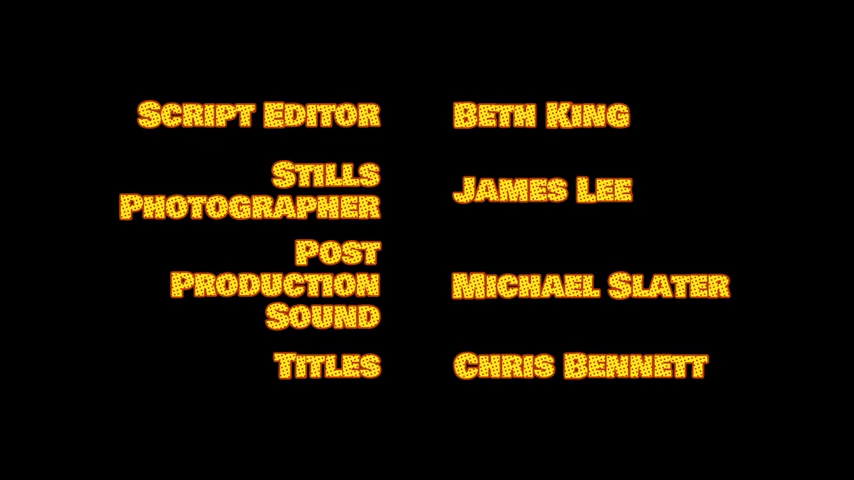 Script Editor Beth King
Stills
Photographer James Lee
Post
Production Michael Slater
Sound
Titles Chris Bennett